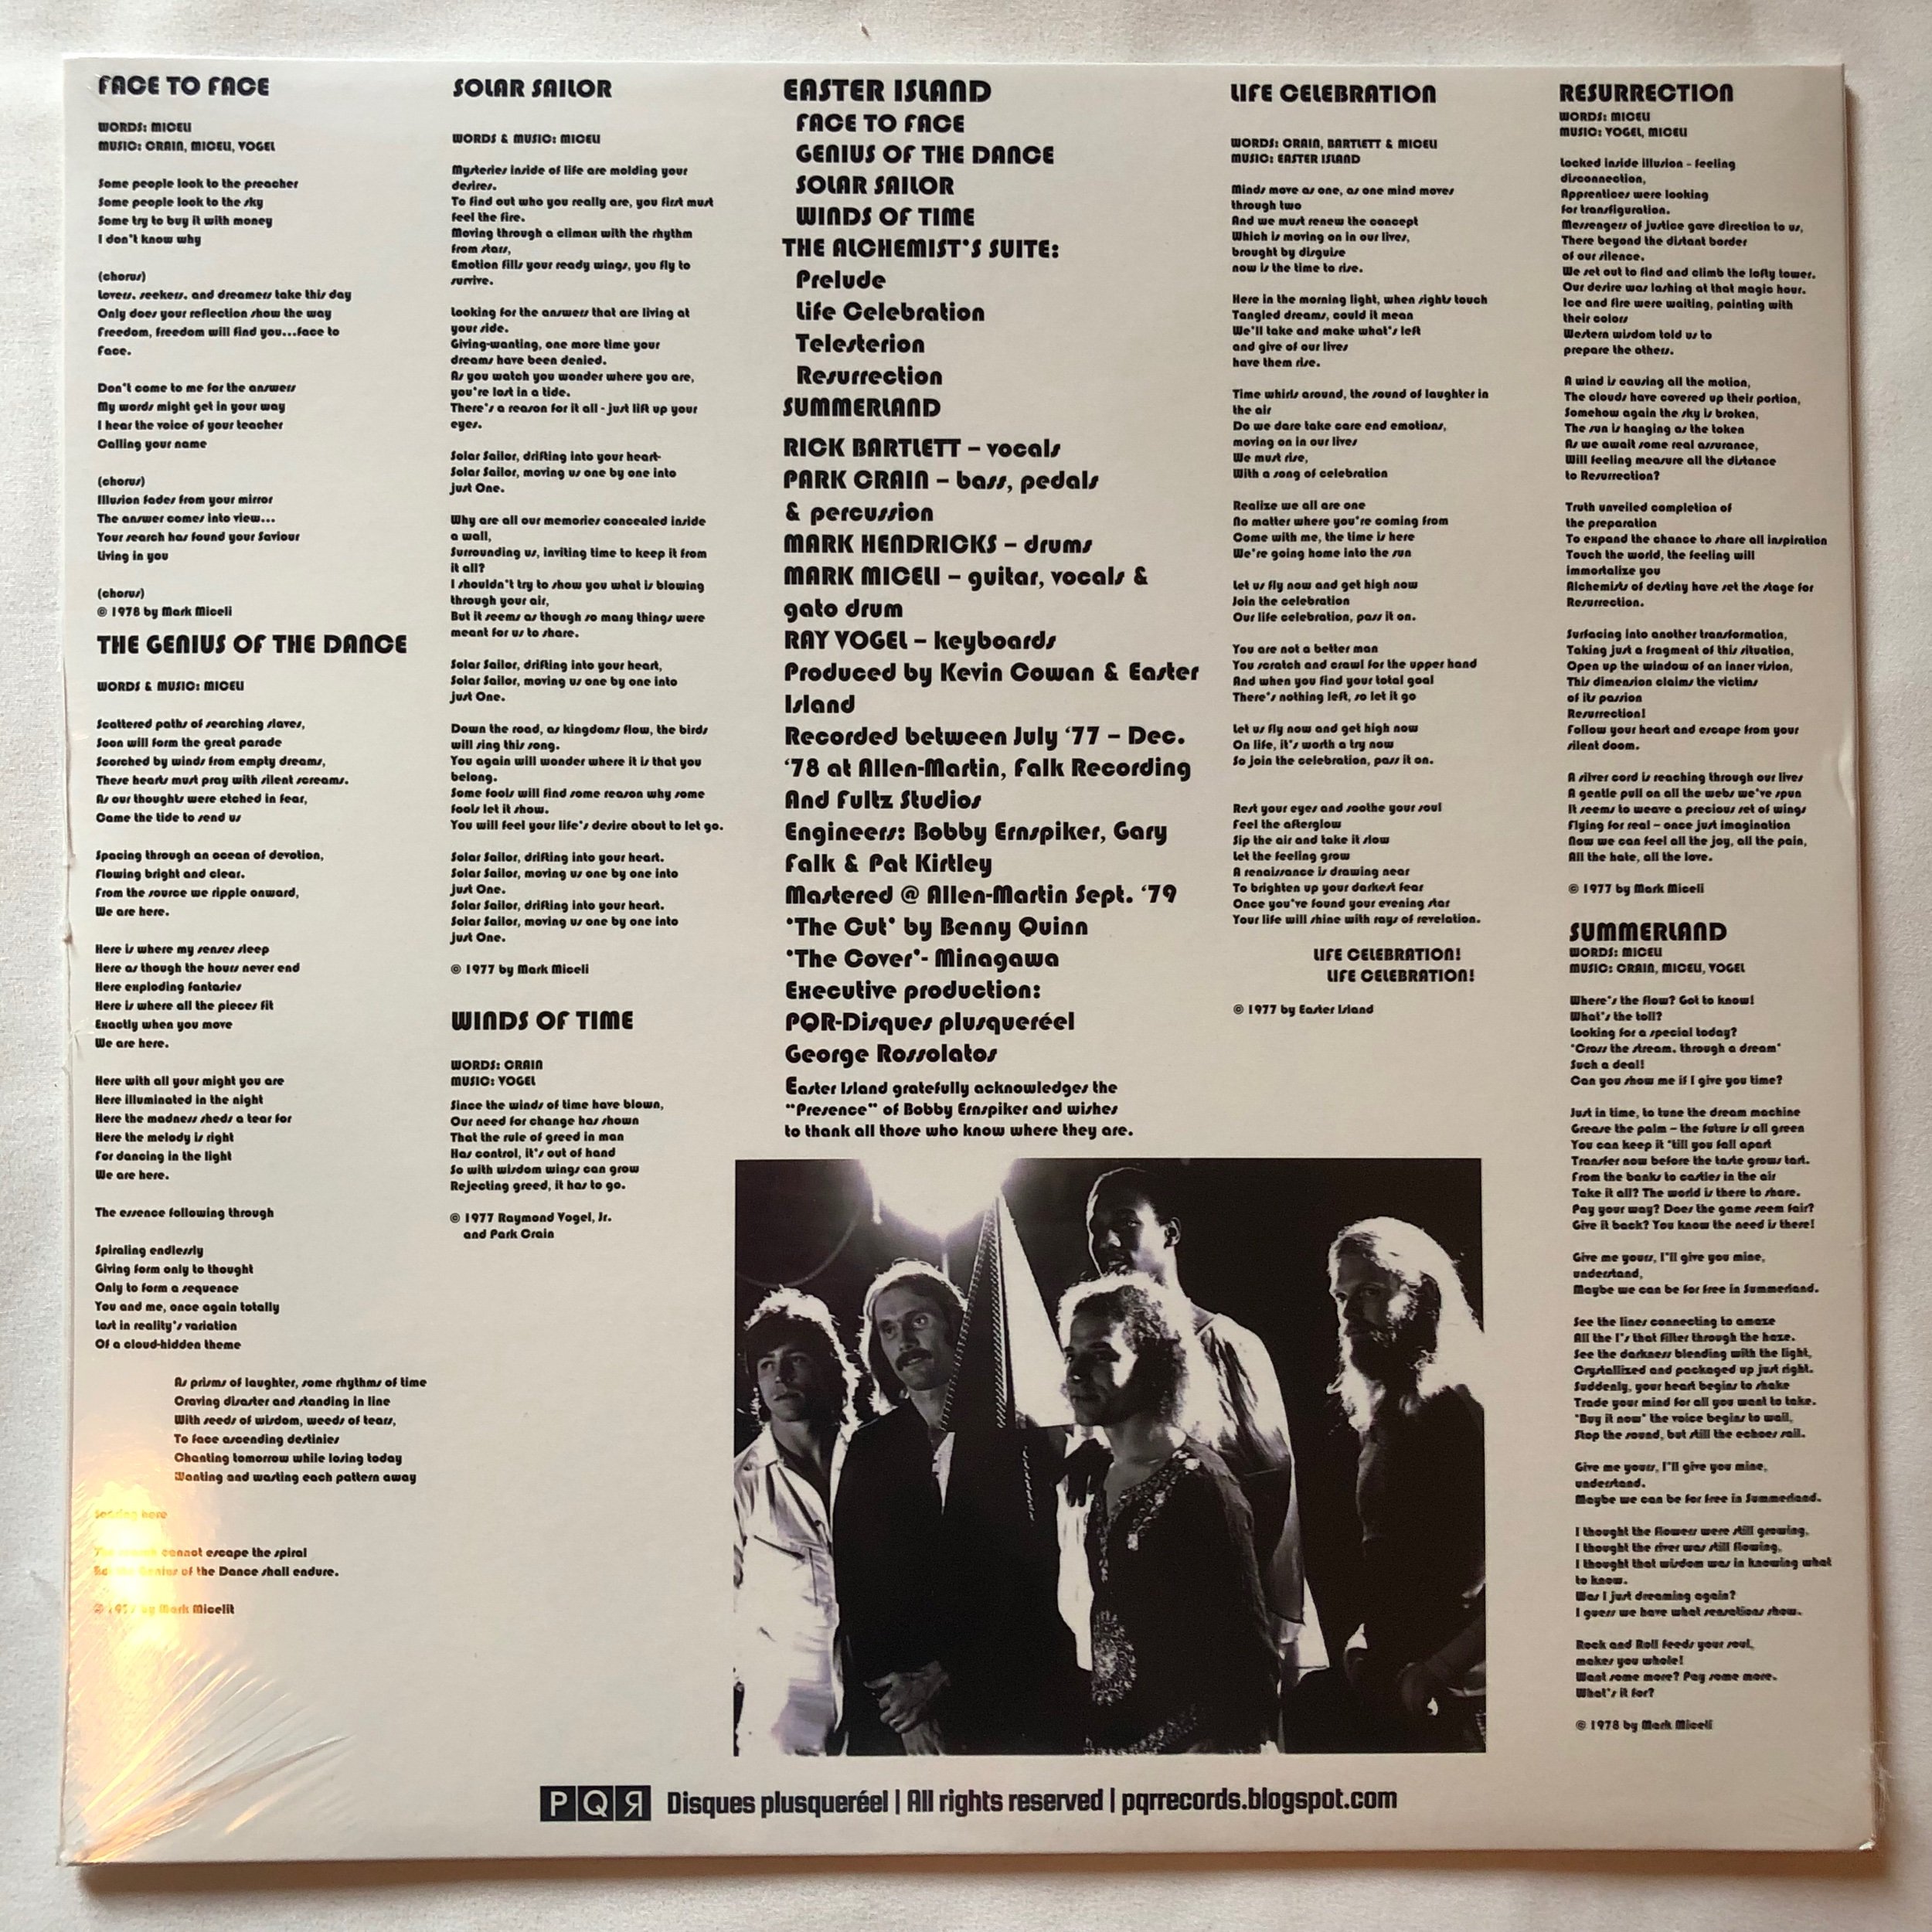 FACE TO FACE
WORDS: MICELI
MUSIC: CRAIN, MICELI, VOGEL
Some people look to the preacher
Some people look to the sky
Some try to buy it with money
I don't know why
(chorus)
Lovers. seekers. and dreamers take this day
Only does your reflection show the way
Freedom, freedom will find you...face to
Face.
Don't come to me for the answers
My words might get in your way
I hear the voice of your teacher
Calling your name
(chorus)
Illusion fades from your mirror
The answer comes into view...
Your search has found your Saviour
Living in you
(chorus)
© 1978 by Mark Miceli
THE GENIUS OF THE DANCE
WORDS & MUSIC: MICELI
Scattered paths of searching slaves,
Soon will form the great parade
Scorched by winds from empty dreams,
These hearts must pray with silent screams.
As our thoughts were etched in fear,
Came the tide to send us
Spacing through an ocean of devotion,
Flowing bright and clear.
From the source we ripple onward,
We are here.
Here is where my senses sleep
Here as though the hours never end
Here exploding fantasies
Here is where all the pieces fit
Exactly when you move
We are here.
Here with all your might you are
Here illuminated in the night
Here the madness sheds a tear for
Here the melody is right
For dancing in the light
We are here.
The essence following through
Spiraling endlessly
Giving form only to thought
Only to form a sequence
You and me, once again totally
Lost in reality's variation
Of a cloud-hidden theme
As prisms of laughter, some rhythms of time
Craving disaster and standing in line
With seeds of wisdom, weeds of tears,
To face ascending destinies
Chanting tomorrow while losing today
Wanting and wasting each pattern away
here
cannot escape the spiral
Genius of the Dance shall endure.
© 1977 by Mark Micelit
SOLAR SAILOR
WORDS & MUSIC: MICELI
Mysteries inside of life are molding your
desires.
To find out who you really are, you first must
feel the fire.
Moving through a climax with the rhythm
from stars,
Emotion fills your ready wings, you fly to
survive.
Looking for the answers that are living at
your side.
Giving-wanting, one more time your
dreams have been denied.
As you watch you wonder where you are,
you're lost in a tide.
There's a reason for it all - just lift up your
eyes.
Solar Sailor, drifting into your heart-
Solar Sailor, moving us one by one into
just One.
Why are all our memories concealed inside
a wall,
Surrounding us, inviting time to keep it from
it all?
I shouldn't try to show you what is blowing
through your air,
But it seems as though so many things were
meant for us to share.
Solar Sailor, drifting into your heart,
Solar Sailor, moving us one by one into
just One.
Down the road, as kingdoms flow, the birds
will sing this song.
You again will wonder where it is that you
belong.
Some fools will find some reason why some
fools let it show.
You will feel your life's desire about to let go.
Solar Sailor, drifting into your heart.
Solar Sailor, moving us one by one into
just One.
Solar Sailor, drifting into your heart.
Solar Sailor, moving us one by one into
just One.
© 1977 by Mark Miceli
WINDS OF TIME
WORDS: CRAIN
MUSIC: VOGEL
Since the winds of time have blown,
Our need for change has shown
That the rule of greed in man
Has control, it's out of hand
So with wisdom wings can grow
Rejecting greed, it has to go.
© 1977 Raymond Vogel, Jr.
and Park Crain
EASTER ISLAND
FACE TO FACE
GENIUS OF THE DANCE
SOLAR SAILOR
WINDS OF TIME
THE ALCHEMIST'S SUITE:
Prelude
Life Celebration
Telesterion
Resurrection
SUMMERLAND
RICK BARTLETT – vocals
PARK CRAIN – bass, pedals
& percussion
MARK HENDRICKS – drums
MARK MICELI – guitar, vocals &
gato drum
RAY VOGEL – keyboards
Produced by Kevin Cowan & Easter
Island
Recorded between July '77 – Dec.
'78 at Allen-Martin, Falk Recording
And Fultz Studios
Engineers: Bobby Ernspiker, Gary
Falk & Pat Kirtley
Mastered @ Allen-Martin Sept. '79
'The Cut' by Benny Quinn
'The Cover'- Minagawa
Executive production:
PQR-Disques plusqueréel
George Rossolatos
Easter Island gratefully acknowledges the
"Presence" of Bobby Ernspiker and wishes
to thank all those who know where they are.
LIFE CELEBRATION
WORDS: CRAIN, BARTLETT & MICELI
MUSIC: EASTER ISLAND
Minds move as one, as one mind moves
through two
And we must renew the concept
Which is moving on in our lives,
brought by disguise
now is the time to rise.
Here in the morning light, when sights touch
Tangled dreams, could it mean
We'll take and make what's left
and give of our lives
have them rise.
Time whirls around, the sound of laughter in
the air
Do we dare take care end emotions,
moving on in our lives
We must rise,
With a song of celebration
Realize we all are one
No matter where you're coming from
Come with me, the time is here
We're going home into the sun
Let us fly now and get high now
Join the celebration
Our life celebration, pass it on.
You are not a better man
You scratch and crawl for the upper hand
And when you find your total goal
There's nothing left, so let it go
Let us fly now and get high now
On life, it's worth a try now
So join the celebration, pass it on.
Rest your eyes and soothe your soul
Feel the afterglow
Sip the air and take it slow
Let the feeling grow
A renaissance is drawing near
To brighten up your darkest fear
Once you've found your evening star
Your life will shine with rays of revelation.
LIFE CELEBRATION!
LIFE CELEBRATION!
© 1977 by Easter Island
RESURRECTION
WORDS: MICELI
MUSIC: VOGEL, MICELI
Locked inside illusion - feeling
disconnection,
Apprentices were looking
for transfiguration.
Messengers of justice gave direction to us,
There beyond the distant border
of our silence.
We set out to find and climb the lofty tower.
Our desire was lashing at that magic hour.
Ice and fire were waiting, painting with
their colors
Western wisdom told us to
prepare the others.
A wind is causing all the motion,
The clouds have covered up their portion,
Somehow again the sky is broken,
The sun is hanging as the token
As we await some real assurance,
Will feeling measure all the distance
to Resurrection?
Truth unveiled completion of
the preparation
To expand the chance to share all inspiration
Touch the world, the feeling will
immortalize you
Alchemists of destiny have set the stage for
Resurrection.
Surfacing into another transformation,
Taking just a fragment of this situation,
Open up the window of an inner vision,
This dimension claims the victims
of its passion
Resurrection!
Follow your heart and escape from your
silent doom.
A silver cord is reaching through our lives
A gentle pull on all the webs we've spun
It seems to weave a precious set of wings
Flying for real – once just imagination
Now we can feel all the joy, all the pain,
All the hate, all the love.
© 1977 by Mark Miceli
SUMMERLAND
WORDS: MICELI
MUSIC: CRAIN, MICELI, VOGEL
Where's the flow? Got to know!
What's the toll?
Looking for a special today?
"Cross the stream. through a dream"
Such a deal!
Can you show me if I give you time?
Just in time, to tune the dream machine
Grease the palm – the future is all green
You can keep it 'till you fall apart
Transfer now before the taste grows tart.
From the banks to castles in the air
Take it all? The world is there to share.
Pay your way? Does the game seem fair?
Give it back? You know the need is there!
Give me yours, I'll give you mine,
understand,
Maybe we can be for free in Summerland.
See the lines connecting to amaze
All the I's that filter through the haze.
See the darkness blending with the light,
Crystallized and packaged up just right.
Suddenly, your heart begins to shake
Trade your mind for all you want to take.
"Buy it now" the voice begins to wail,
Stop the sound, but still the echoes sail.
Give me yours, I'll give you mine,
understand.
Maybe we can be for free in Summerland.
I thought the flowers were still growing,
I thought the river was still flowing,
I thought that wisdom was in knowing what
to know.
Was I just dreaming again?
I guess we have what sensations show.
Rock and Roll feeds your soul,
makes you whole!
Want some more? Pay some more.
What's it for?
© 1978 by Mark Miceli
PQR Disques plusqueréel | All rights reserved | pqrrecords.blogspot.com